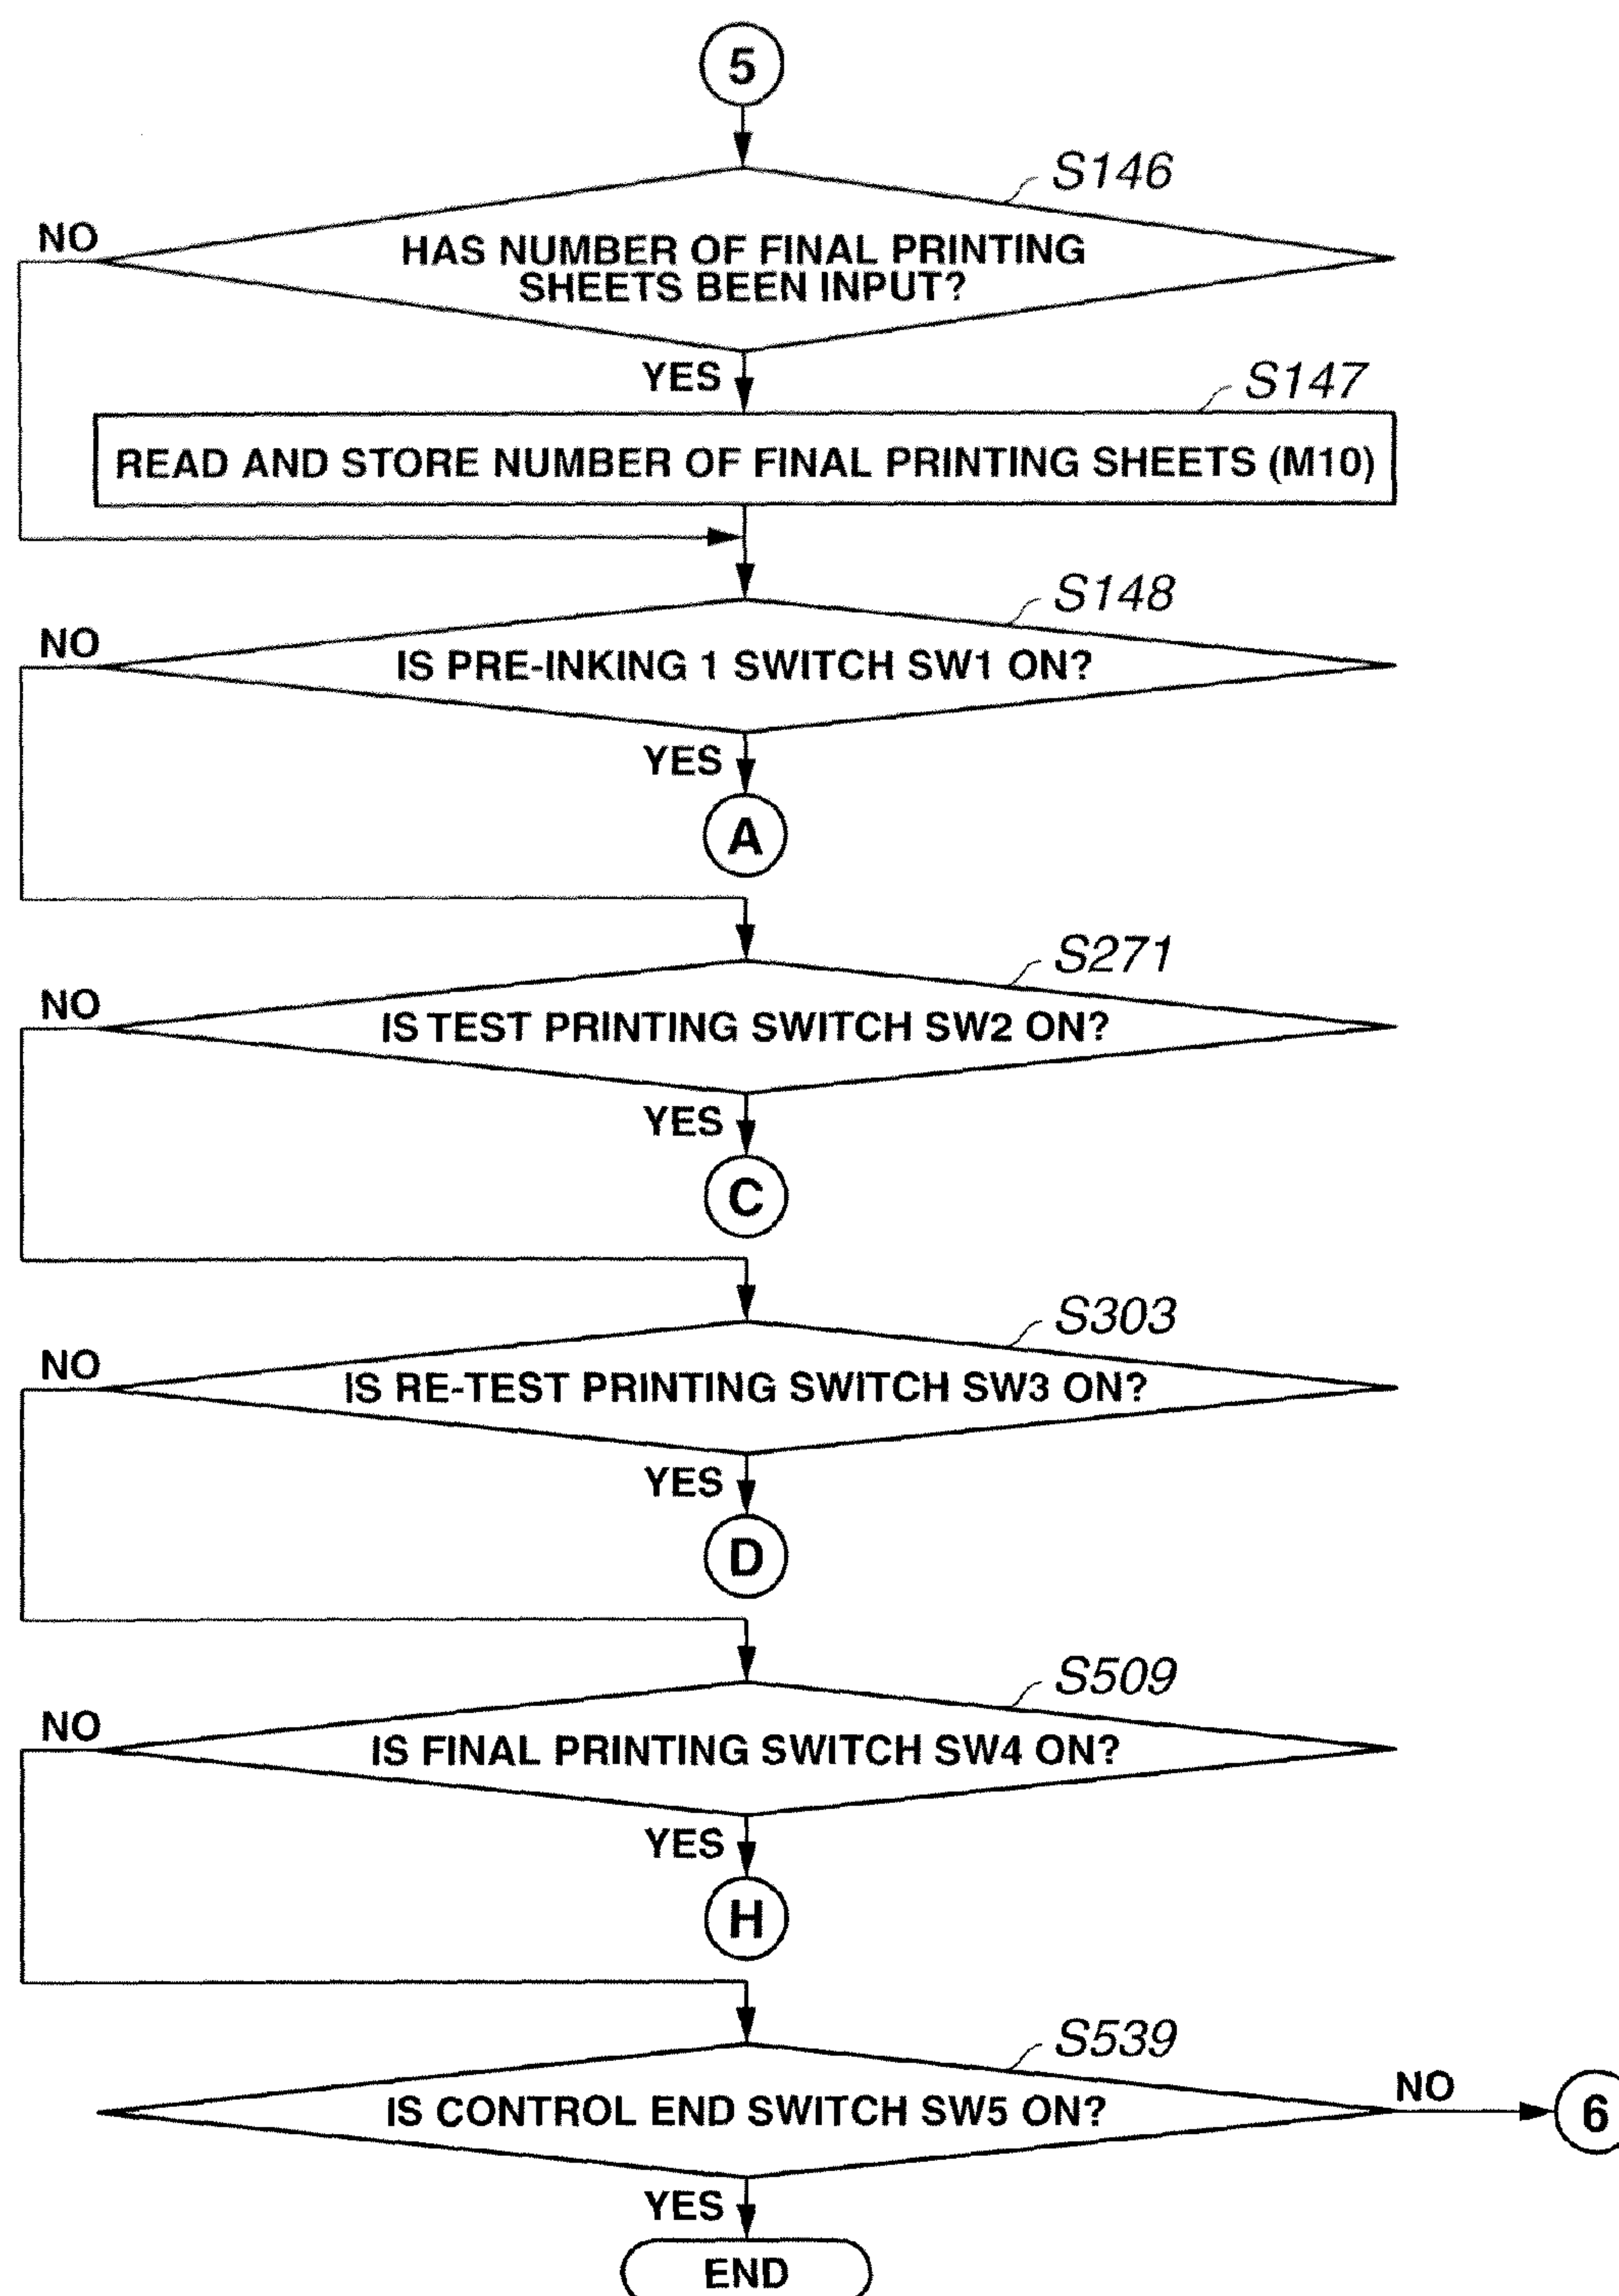 5
S146
NO
HAS NUMBER OF FINAL PRINTING
SHEETS BEEN INPUT?
YES
S147
READ AND STORE NUMBER OF FINAL PRINTING SHEETS (M10)
S148
NO
IS PRE-INKING 1 SWITCH SW1 ON?
YES
A
S271
NO
IS TEST PRINTING SWITCH SW2 ON?
YES
C
S303
NO
IS RE-TEST PRINTING SWITCH SW3 ON?
YES
D
S509
NO
IS FINAL PRINTING SWITCH SW4 ON?
YES
H
S539
IS CONTROL END SWITCH SW5 ON?
NO
6
YES
END